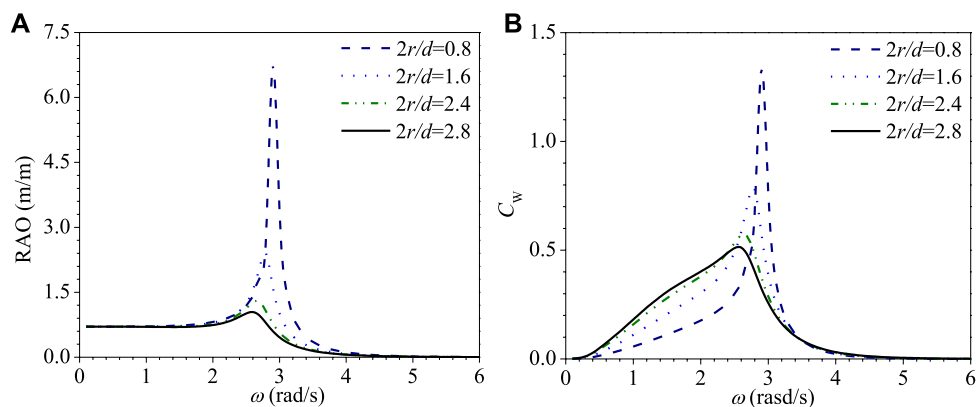 A
7.5
6.0
4.5
3.0
1.5
0.0
RAO (m/m)
2r/d=0.8
2r/d=1.6
2r/d=2.4
2r/d=2.8
0 1 2 3 4 5 6
ω (rad/s)
B
1.5
1.0
0.5
0.0
C_W
2r/d=0.8
2r/d=1.6
2r/d=2.4
2r/d=2.8
0 1 2 3 4 5 6
ω (rasd/s)